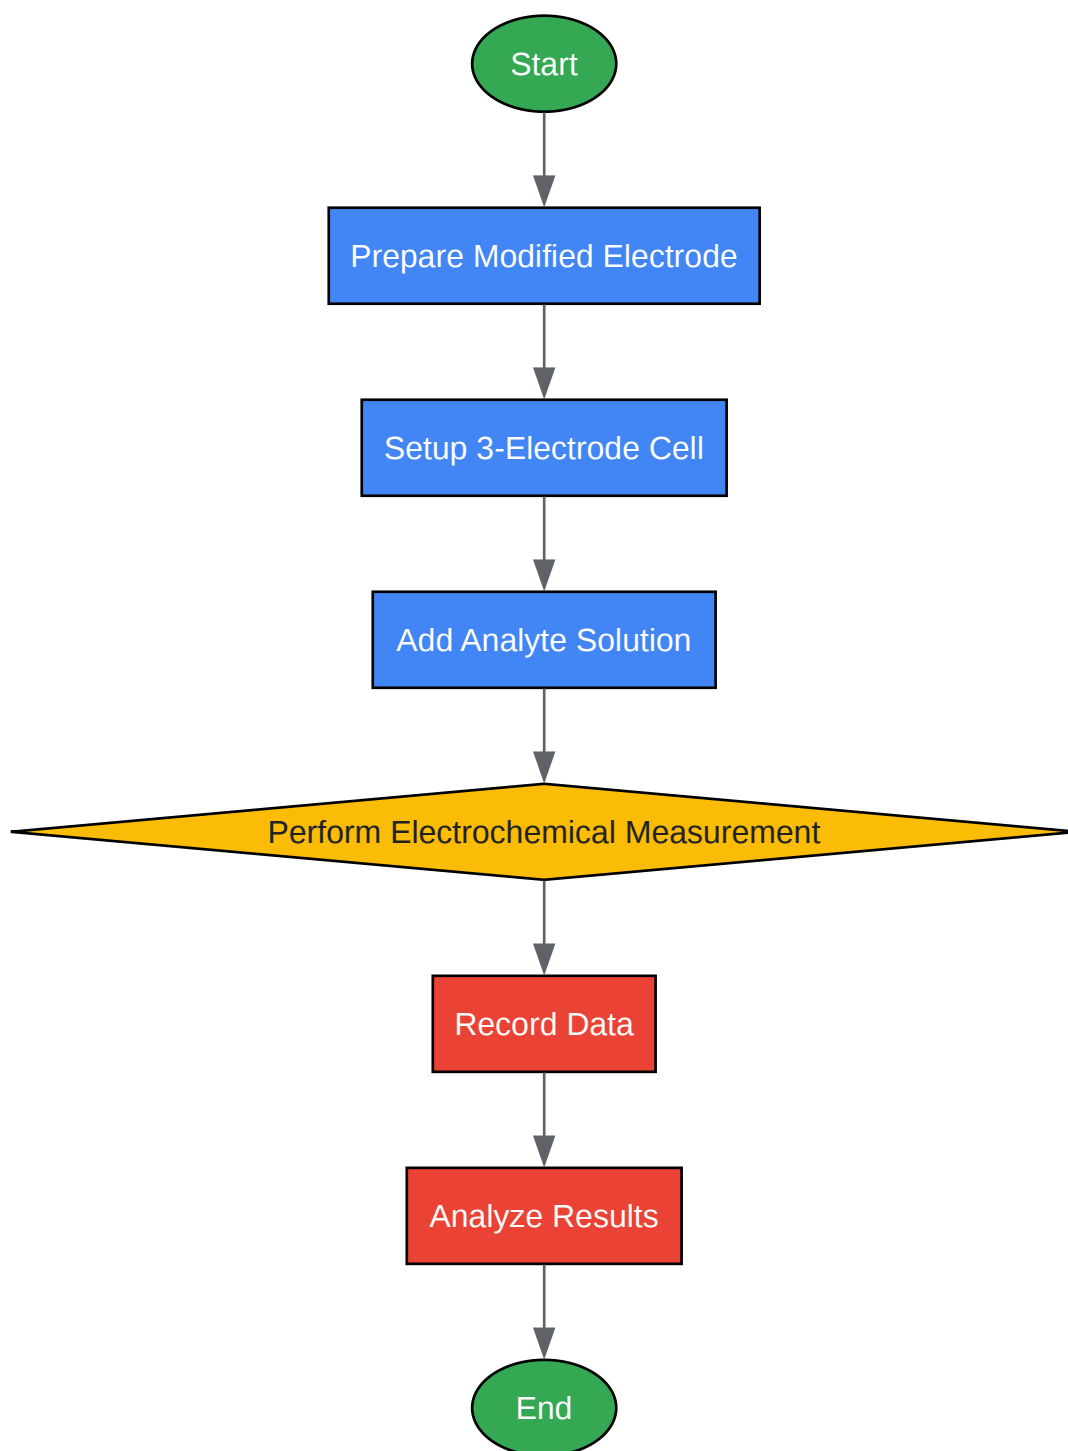 Start
Prepare Modified Electrode
Setup 3-Electrode Cell
Add Analyte Solution
Perform Electrochemical Measurement
Record Data
Analyze Results
End